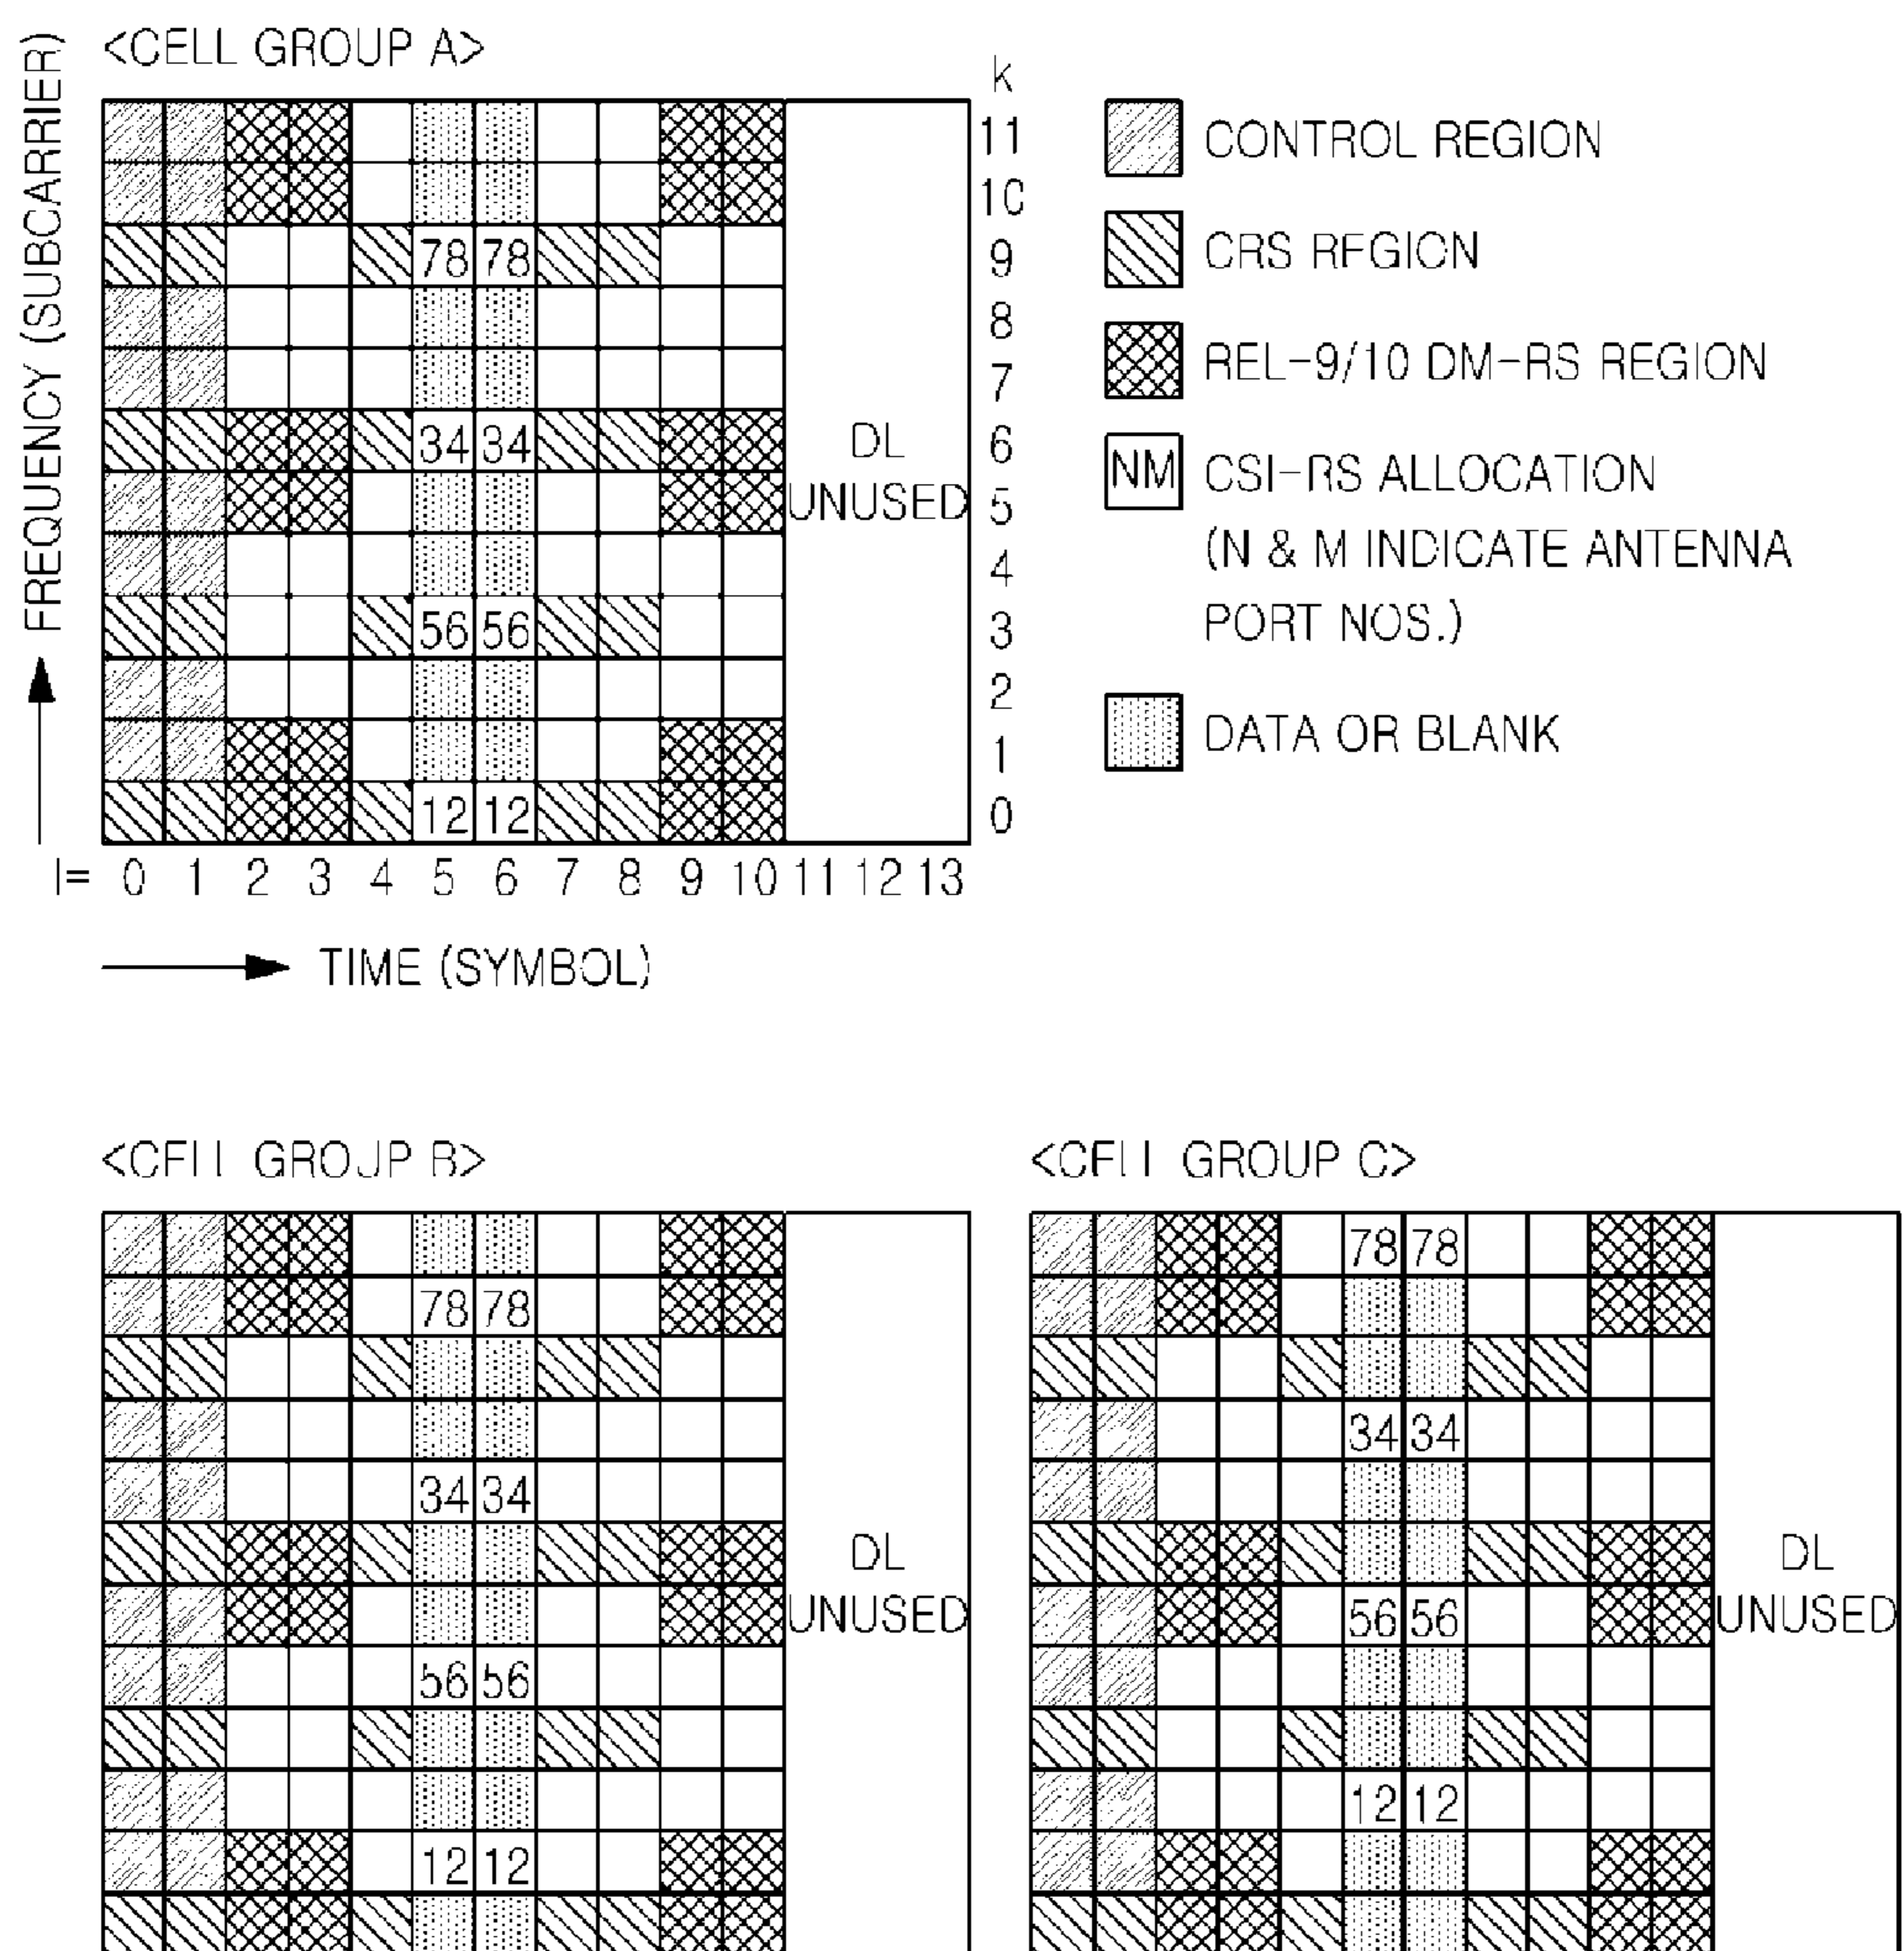 <CELL GROUP A>
FREQUENCY (SUBCARRIER)
k
11
10
78 78 9
8
7
34 34 6
5
4
56 56 3
2
1
12 12 0
DL
UNUSED
l= 0 1 2 3 4 5 6 7 8 9 10 11 12 13
TIME (SYMBOL)
CONTROL REGION
CRS REGION
REL-9/10 DM-RS REGION
NM CSI-RS ALLOCATION
(N & M INDICATE ANTENNA
PORT NOS.)
DATA OR BLANK
<CELL GROUP B>
78 78
34 34
56 56
12 12
DL
UNUSED
<CELL GROUP C>
78 78
34 34
56 56
12 12
DL
UNUSED